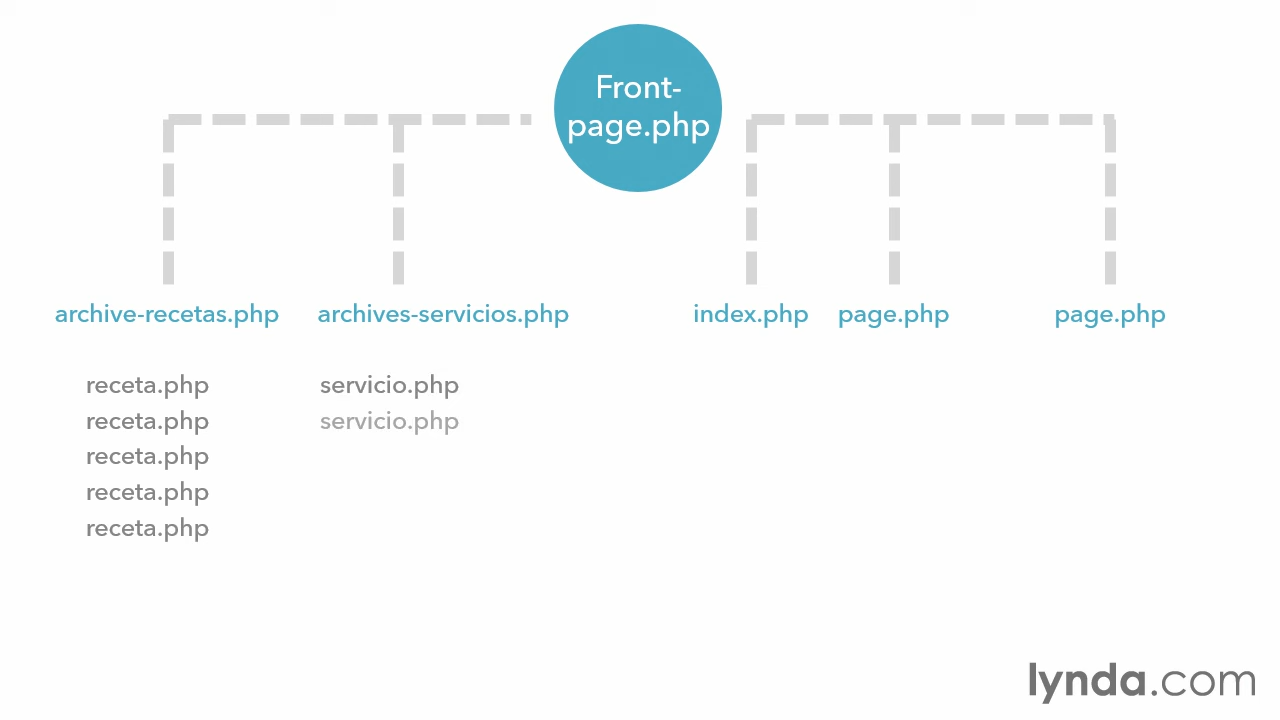 Front-
page.php
archive-recetas.php
archives-servicios.php
index.php
page.php
page.php
receta.php
receta.php
receta.php
receta.php
receta.php
servicio.php
servicio.php
lynda.com